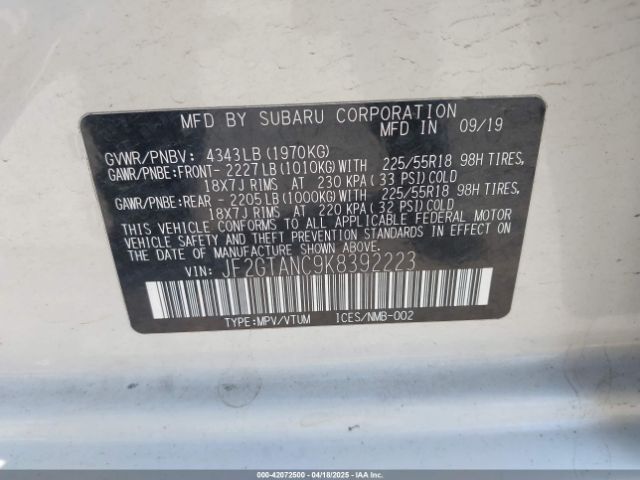 MFD BY SUBARU CORPORATION
MFD IN 09/19
GVWR/PNBV: 4343LB (1970KG)
GAWR/PNBE:FRONT- 2227LB (1010KG)WITH 225/55R18 98H TIRES,
18X7J RIMS AT 230 KPA (33 PSI) COLD
GAWR/PNBE:REAR - 2205LB (1000KG)WITH 225/55R18 98H TIRES,
18X7J RIMS AT 220 KPA (32 PSI) COLD
THIS VEHICLE CONFORMS TO ALL APPLICABLE FEDERAL MOTOR
VEHICLE SAFETY AND THEFT PREVENTION STANDARDS IN EFFECT ON
THE DATE OF MANUFACTURE SHOWN ABOVE.
VIN: JF2GTANC9K8392223
TYPE:MPV/VTUM ICES/NMB-002
000-42072500 - 04/18/2025 - IAAI.COM